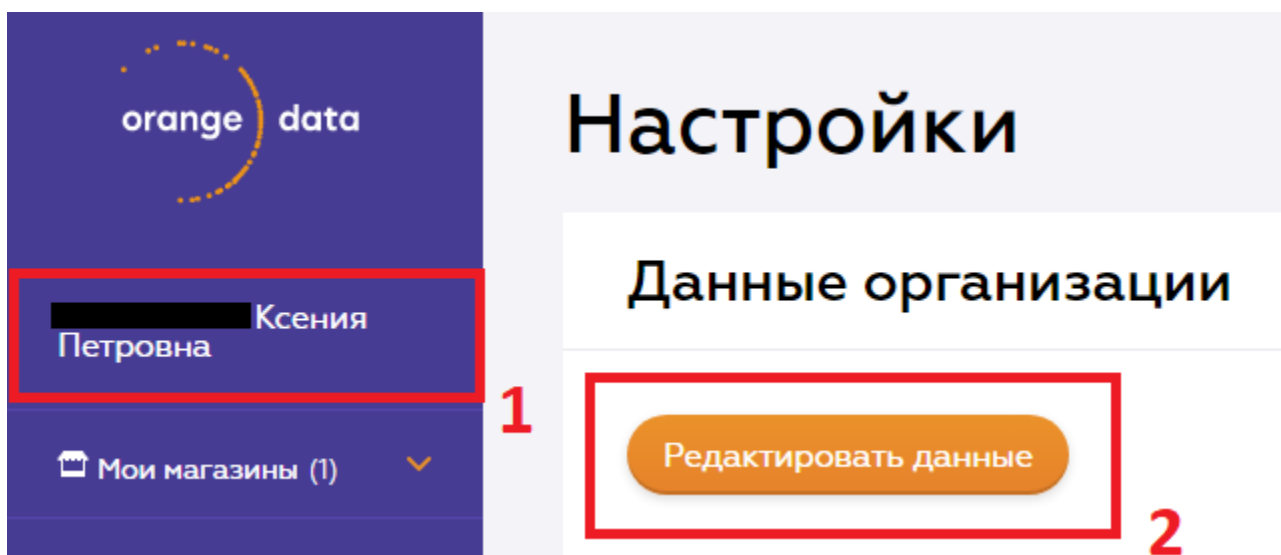 orange data
Ксения
Петровна
1
Мои магазины (1)
Настройки
Данные организации
Редактировать данные
2